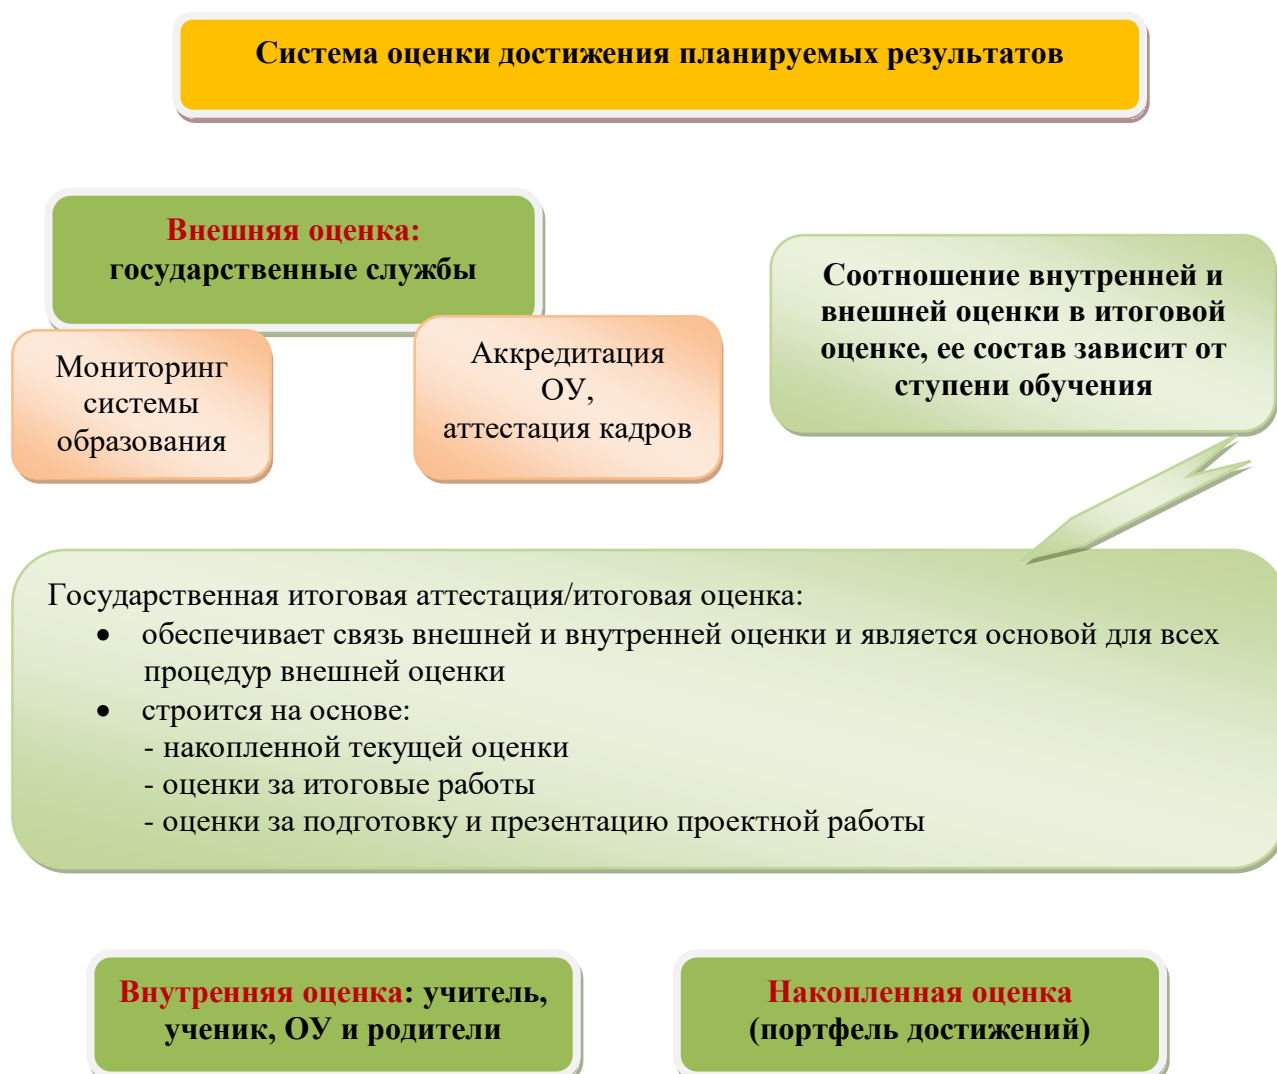 Система оценки достижения планируемых результатов
Внешняя оценка:
государственные службы
Мониторинг
системы
образования
Аккредитация
ОУ,
аттестация кадров
Соотношение внутренней и
внешней оценки в итоговой
оценке, ее состав зависит от
ступени обучения
Государственная итоговая аттестация/итоговая оценка:
• обеспечивает связь внешней и внутренней оценки и является основой для всех
процедур внешней оценки
• строится на основе:
- накопленной текущей оценки
- оценки за итоговые работы
- оценки за подготовку и презентацию проектной работы
Внутренняя оценка: учитель,
ученик, ОУ и родители
Накопленная оценка
(портфель достижений)